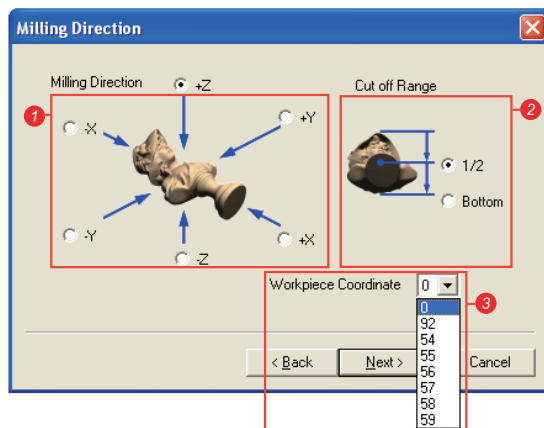 Milling Direction
Milling Direction
+Z
Cut off Range
1
2
-X
+Y
1/2
Bottom
-Y
+X
-Z
Workpiece Coordinate
0
3
0
92
54
55
56
57
58
59
< Back
Next >
Cancel